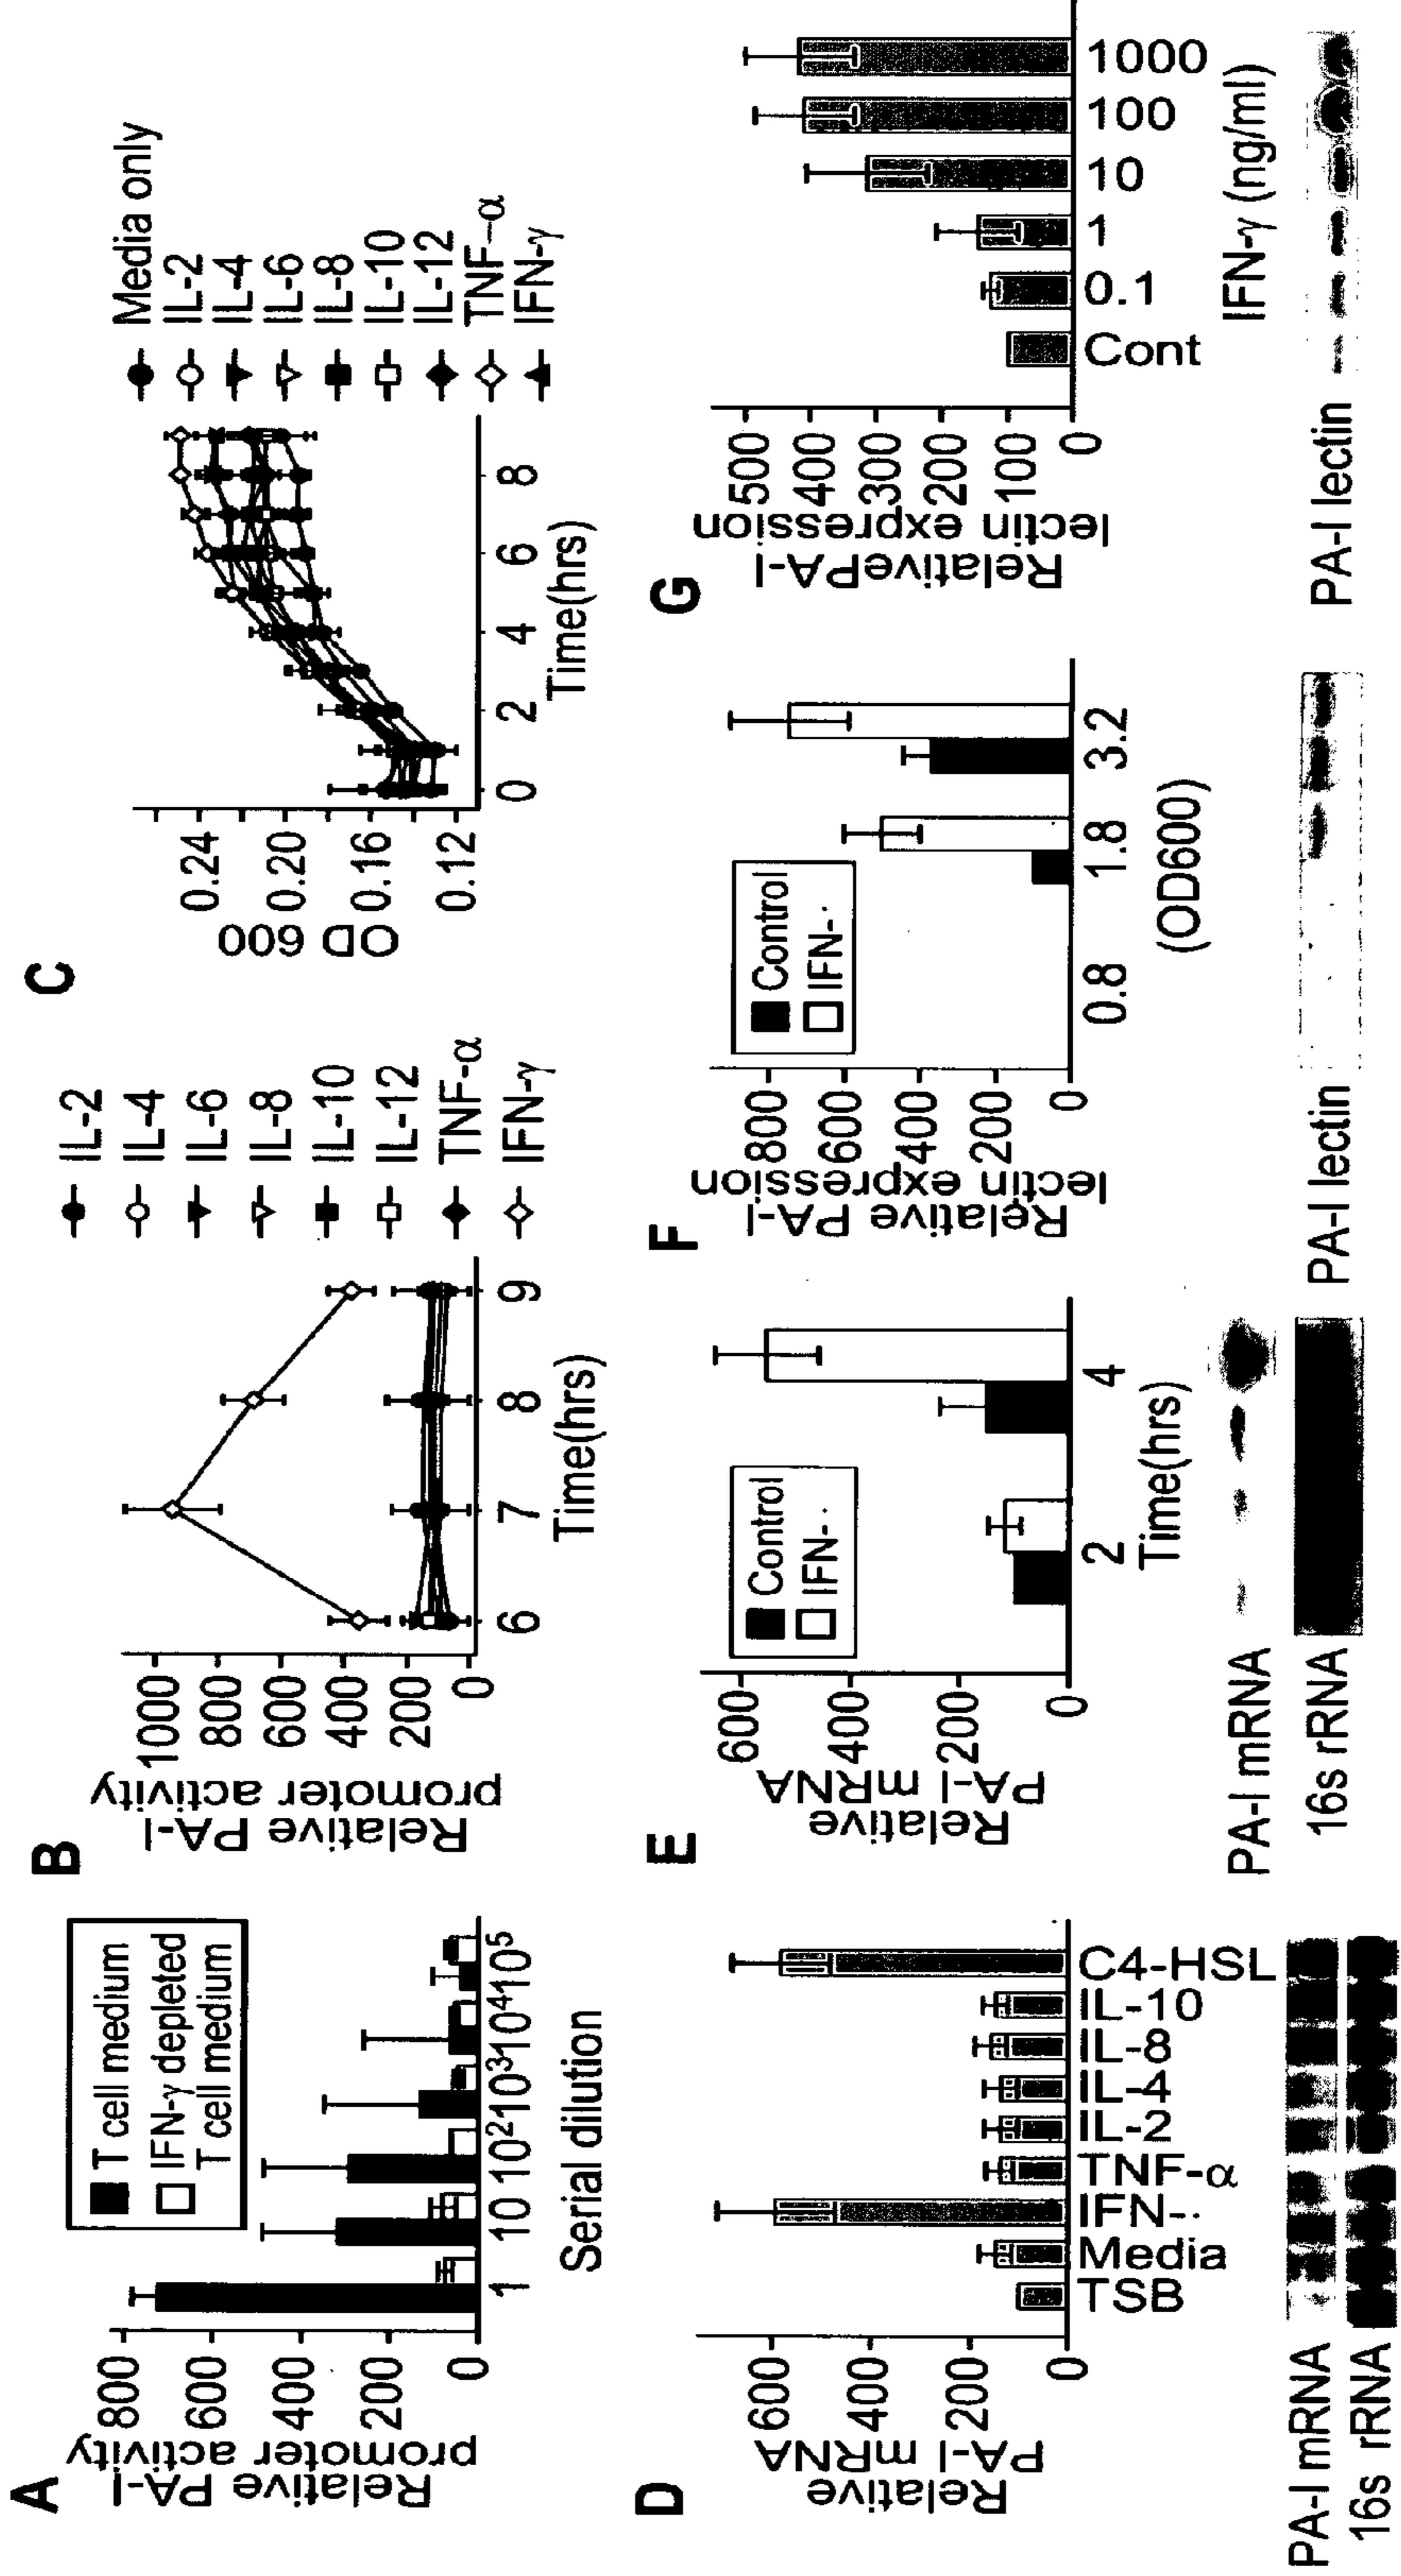 A
Relative PA-I
promoter activity
800
600
400
200
0
T cell medium
IFN-γ depleted
T cell medium
1 10 10² 10³ 10⁴ 10⁵
Serial dilution
B
Relative PA-I
promoter activity
1000
800
600
400
200
0
6 7 8 9
Time(hrs)
IL-2
IL-4
IL-6
IL-8
IL-10
IL-12
TNF-α
IFN-γ
C
OD 600
0.24
0.20
0.16
0.12
0 2 4 6 8
Time(hrs)
Media only
IL-2
IL-4
IL-6
IL-8
IL-10
IL-12
TNF-α
IFN-γ
D
Relative
PA-I mRNA
600
400
200
0
TSB
Media
IFN-·
TNF-α
IL-2
IL-4
IL-8
IL-10
C4-HSL
PA-I mRNA
16s rRNA
E
Relative
PA-I mRNA
600
400
200
0
Control
IFN-·
2 4
Time(hrs)
PA-I mRNA
16s rRNA
F
Relative PA-I
lectin expression
800
600
400
200
0
Control
IFN-·
0.8 1.8 3.2
(OD600)
PA-I lectin
G
RelativePA-I
lectin expression
500
400
300
200
100
0
Cont
0.1
1
10
100
1000
IFN-γ (ng/ml)
PA-I lectin